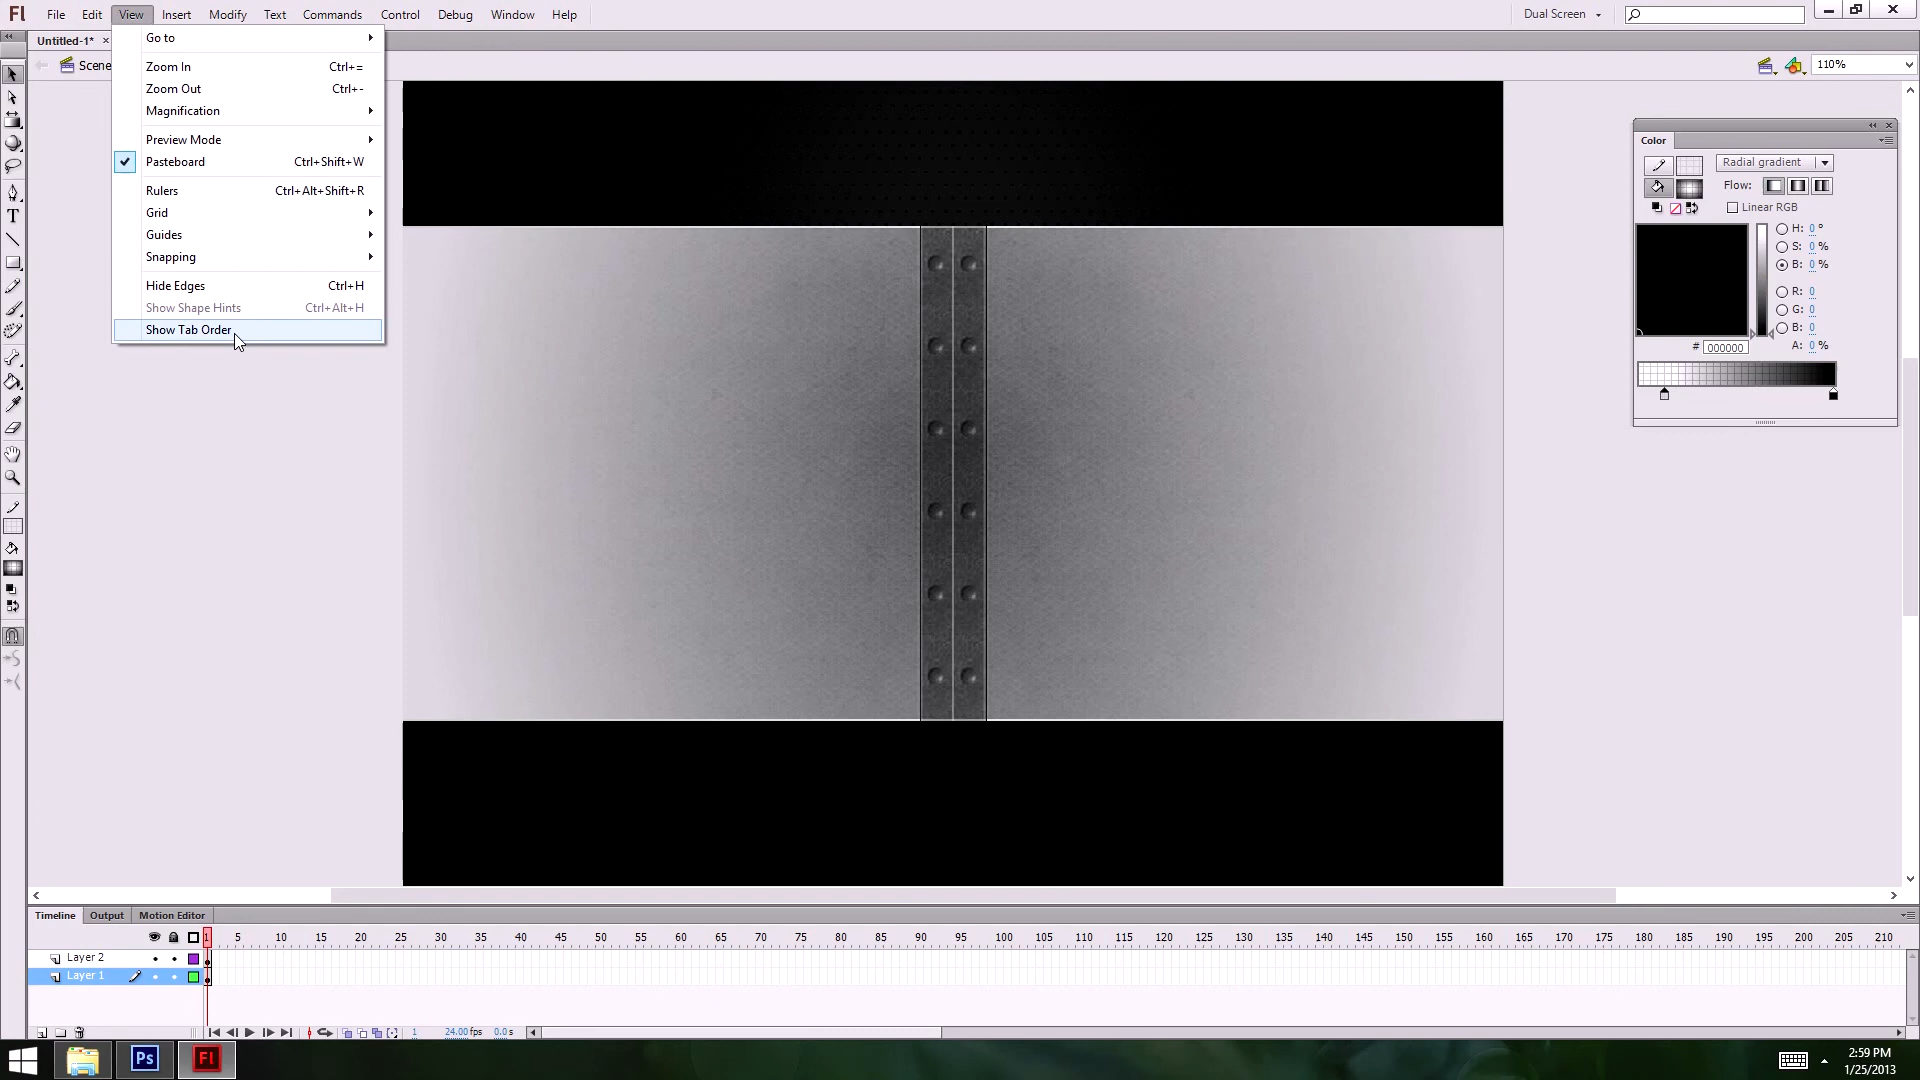 Fl File Edit View Insert Modify Text Commands Control Debug Window Help Dual Screen
Untitled-1* ×
Scene
110%
Go to
Zoom In Ctrl+=
Zoom Out Ctrl+-
Magnification
Preview Mode
Pasteboard Ctrl+Shift+W
Rulers Ctrl+Alt+Shift+R
Grid
Guides
Snapping
Hide Edges Ctrl+H
Show Shape Hints Ctrl+Alt+H
Show Tab Order
T
Color
Radial gradient
Flow:
Linear RGB
H: 0 °
S: 0 %
B: 0 %
R: 0
G: 0
B: 0
# 000000
A: 0 %
Timeline Output Motion Editor
1 5 10 15 20 25 30 35 40 45 50 55 60 65 70 75 80 85 90 95 100 105 110 115 120 125 130 135 140 145 150 155 160 165 170 175 180 185 190 195 200 205 210
Layer 2
Layer 1
1 24.00 fps 0.0 s
Ps Fl
2:59 PM
1/25/2013